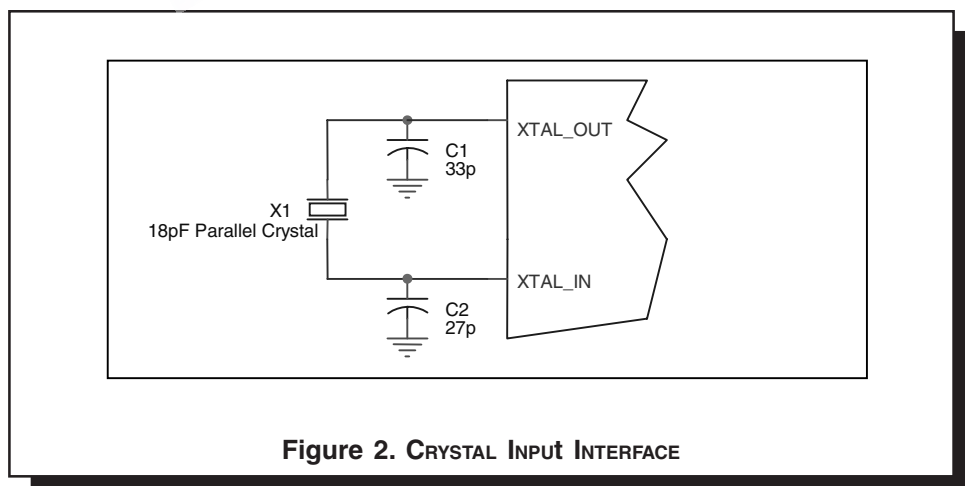 XTAL_OUT
C1
33p
X1
18pF Parallel Crystal
XTAL_IN
C2
27p
Figure 2. CRYSTAL INPUt INTERFACE